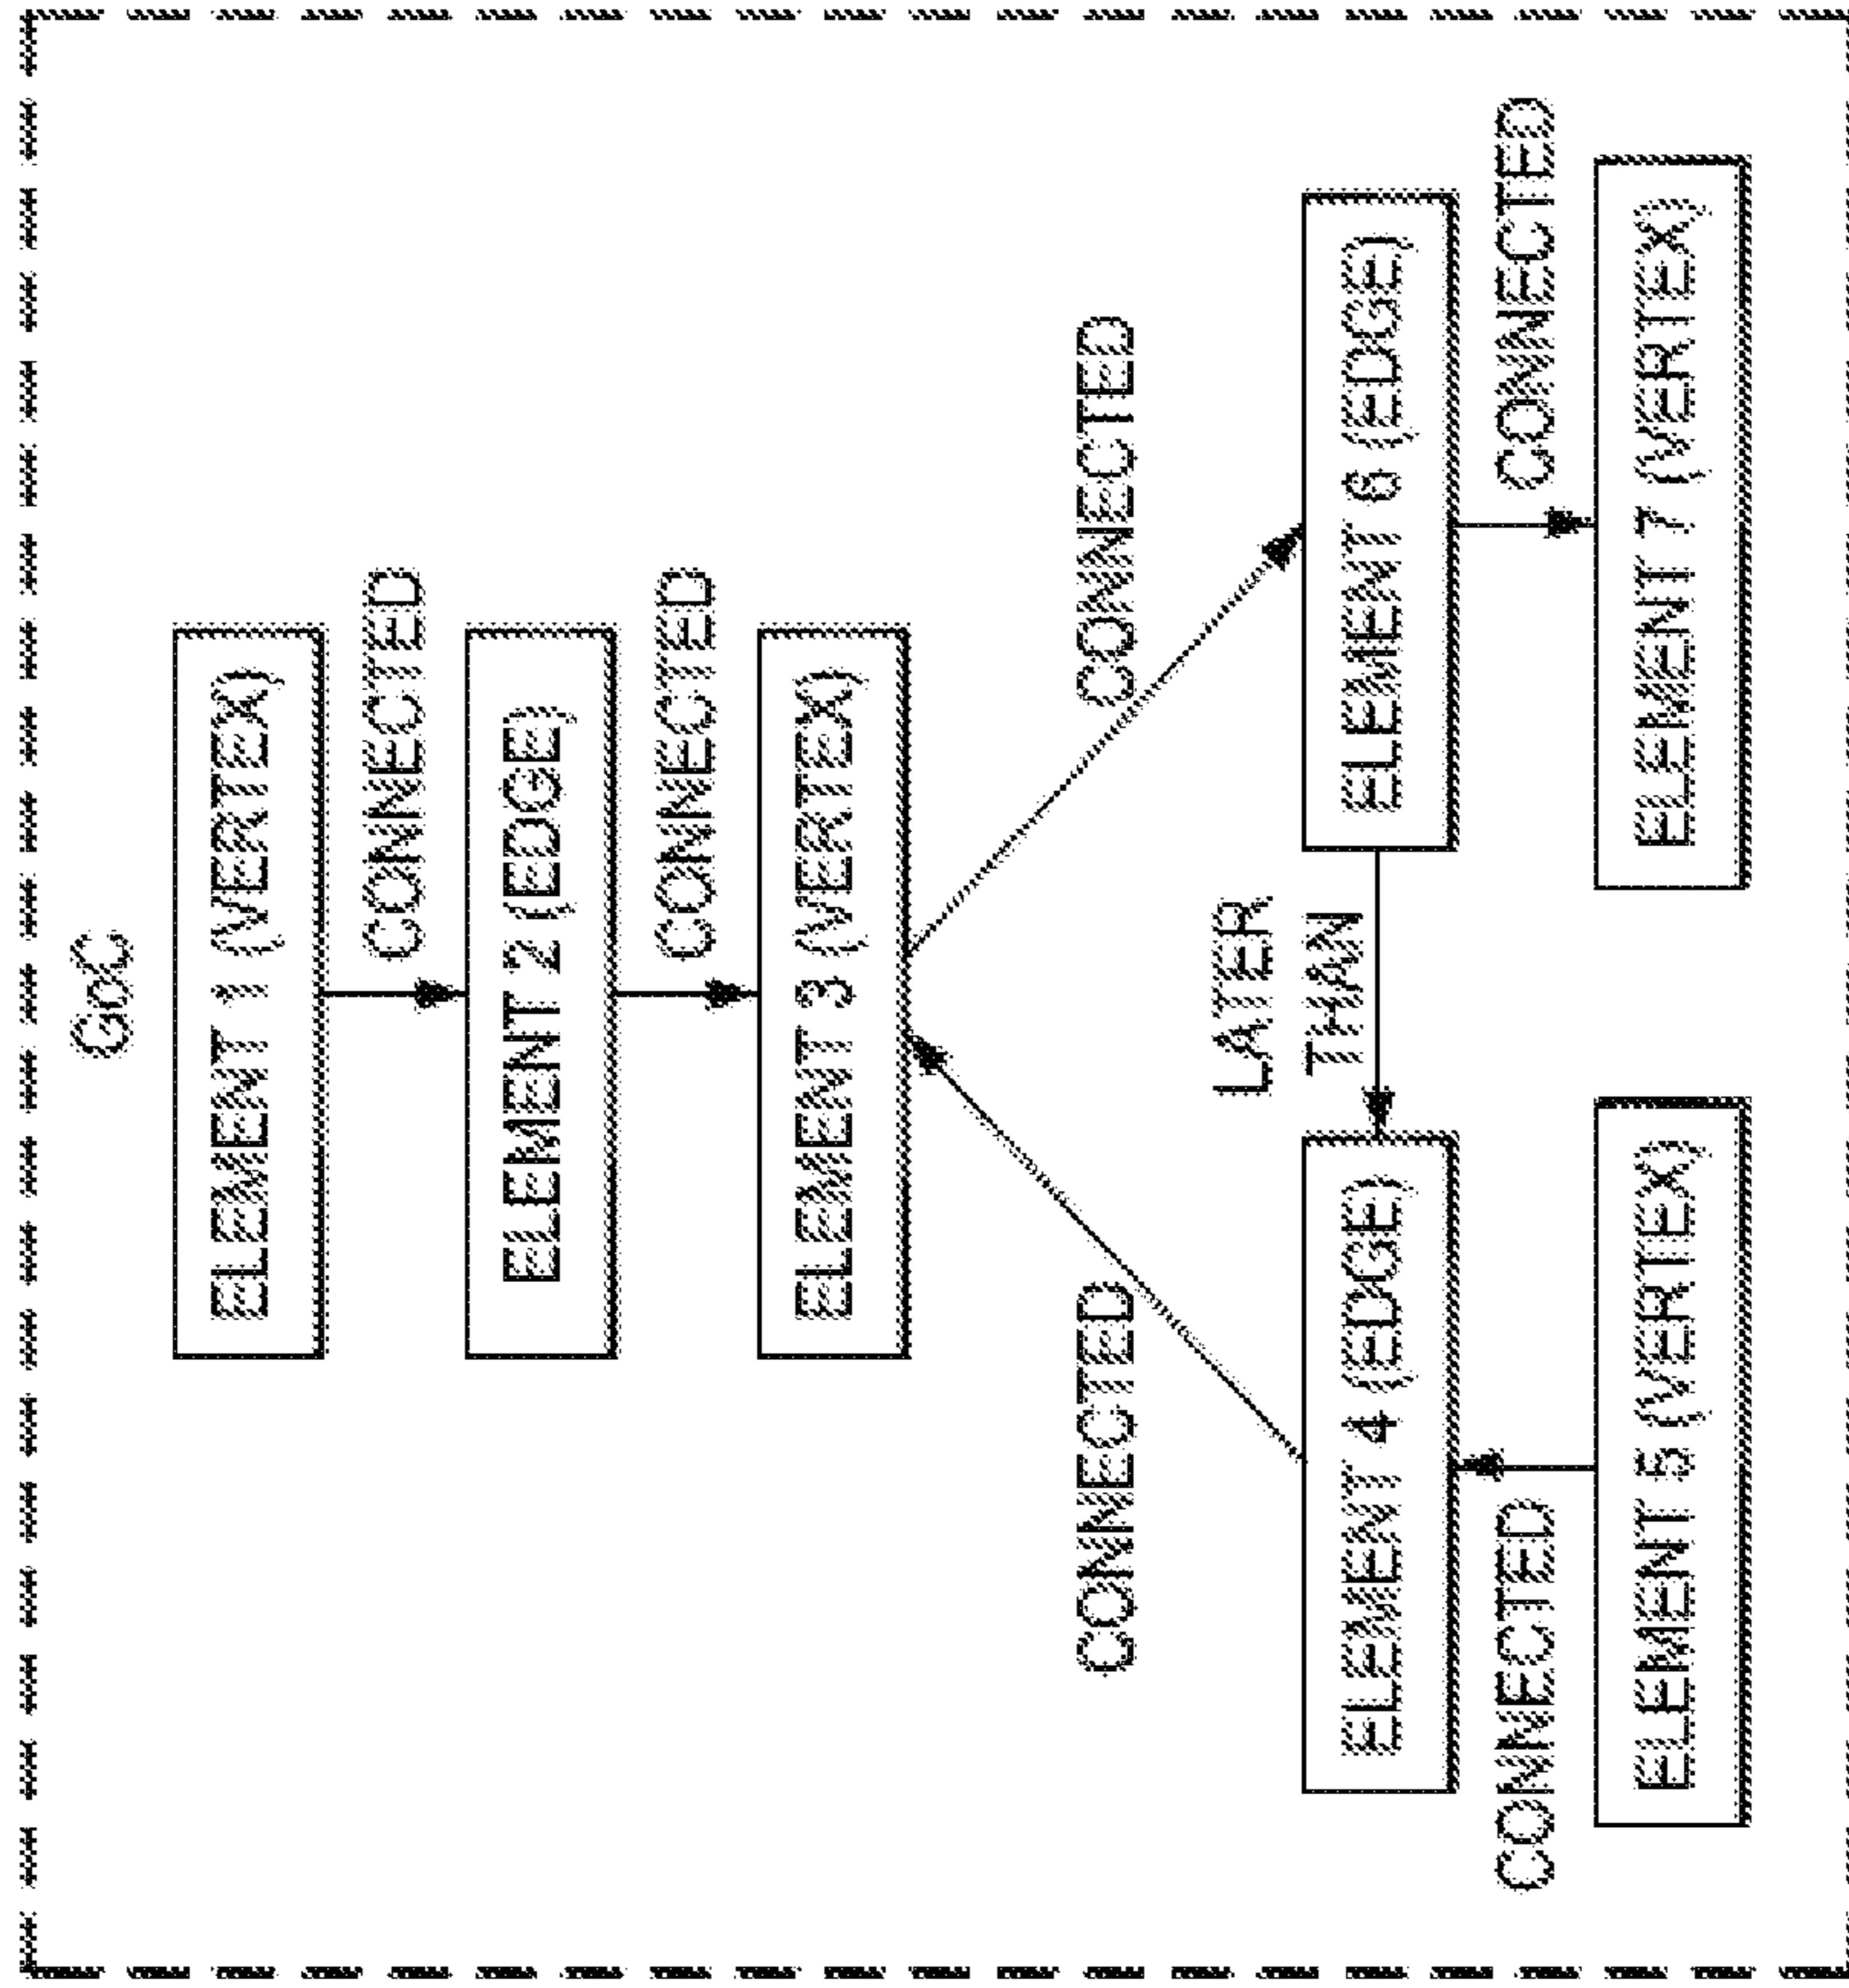 GoC
ELEMENT 1 (VERTEX)
CONNECTED
ELEMENT 2 (EDGE)
CONNECTED
ELEMENT 3 (VERTEX)
CONNECTED
CONNECTED
LATER
THAN
ELEMENT 4 (EDGE)
ELEMENT 6 (EDGE)
CONNECTED
CONNECTED
ELEMENT 5 (VERTEX)
ELEMENT 7 (VERTEX)